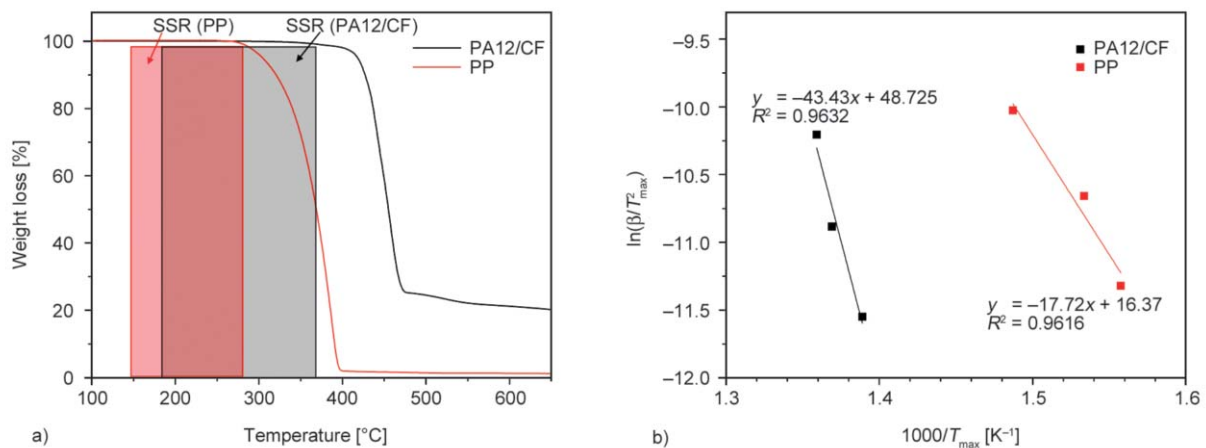 SSR (PP)
SSR (PA12/CF)
PA12/CF
PP
100
80
60
40
20
0
Weight loss [%]
100
200
300
400
500
600
Temperature [°C]
a)
–9.5
–10.0
–10.5
–11.0
–11.5
–12.0
ln(β/T²max)
PA12/CF
PP
y = –43.43x + 48.725
R² = 0.9632
y = –17.72x + 16.37
R² = 0.9616
1.3
1.4
1.5
1.6
1000/Tmax [K⁻¹]
b)